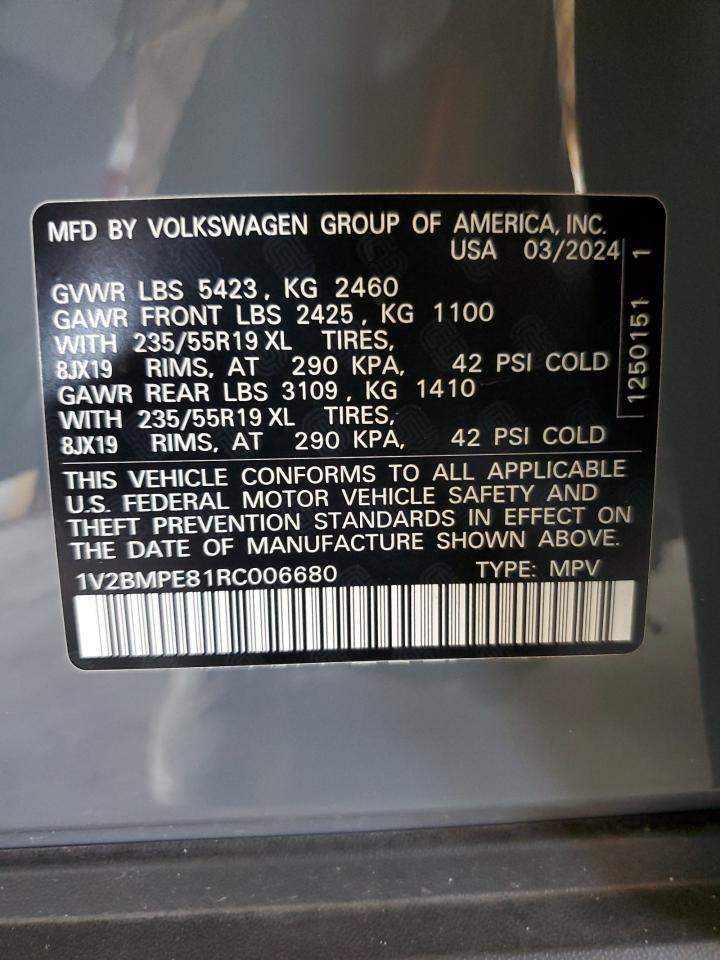 MFD BY VOLKSWAGEN GROUP OF AMERICA, INC.
USA 03/2024
GVWR LBS 5423, KG 2460
GAWR FRONT LBS 2425, KG 1100
WITH 235/55R19 XL TIRES,
8JX19 RIMS, AT 290 KPA, 42 PSI COLD
GAWR REAR LBS 3109, KG 1410
WITH 235/55R19 XL TIRES,
8JX19 RIMS, AT 290 KPA, 42 PSI COLD
1250151 1
THIS VEHICLE CONFORMS TO ALL APPLICABLE
U.S. FEDERAL MOTOR VEHICLE SAFETY AND
THEFT PREVENTION STANDARDS IN EFFECT ON
THE DATE OF MANUFACTURE SHOWN ABOVE.
1V2BMPE81RC006680 TYPE: MPV